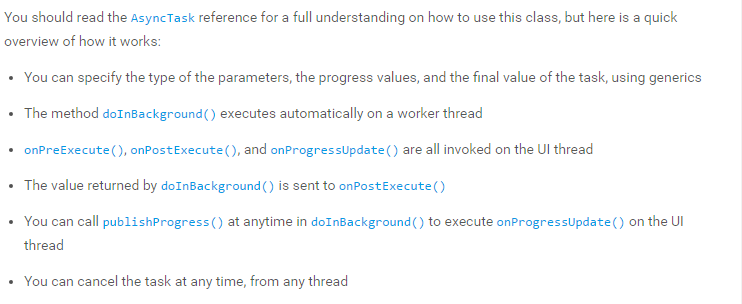 You should read the AsyncTask reference for a full understanding on how to use this class, but here is a quick
overview of how it works:
• You can specify the type of the parameters, the progress values, and the final value of the task, using generics
• The method doInBackground() executes automatically on a worker thread
• onPreExecute(), onPostExecute(), and onProgressUpdate() are all invoked on the UI thread
• The value returned by doInBackground() is sent to onPostExecute()
• You can call publishProgress() at anytime in doInBackground() to execute onProgressUpdate() on the UI
thread
• You can cancel the task at any time, from any thread